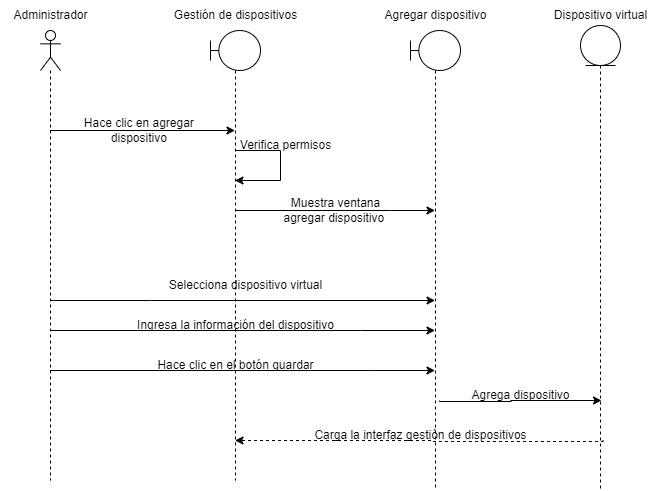 Administrador
Gestión de dispositivos
Agregar dispositivo
Dispositivo virtual
Hace clic en agregar
dispositivo
Verifica permisos
Muestra ventana
agregar dispositivo
Selecciona dispositivo virtual
Ingresa la información del dispositivo
Hace clic en el botón guardar
Agrega dispositivo
Carga la interfaz gestión de dispositivos